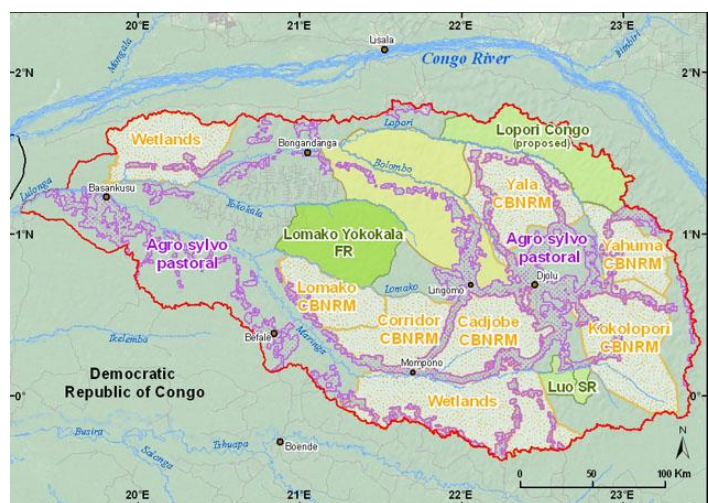 20°E
21°E
22°E
23°E
Mongala
Lisala
Congo River
2°N
2°N
Wetlands
Lopori
Lopori Congo
(proposed)
Bongandanga
Bolombo
Lulonga
Basankusu
Yala
CBNRM
Yokokala
1°N
1°N
Agro sylvo
pastoral
Lomako Yokokala
FR
Agro sylvo
pastoral
Yahuma
CBNRM
Lomako
CBNRM
Lomako
Lingomo
Djolu
Corridor
CBNRM
Cadjobe
CBNRM
Kokolopori
CBNRM
Ikelemba
Befale
Maringa
Mompono
Democratic
Republic of Congo
Luo SR
0°
0°
Wetlands
Busira
Salonga
Tshuapa
Boende
N
0
50
100 Km
20°E
21°E
22°E
23°E